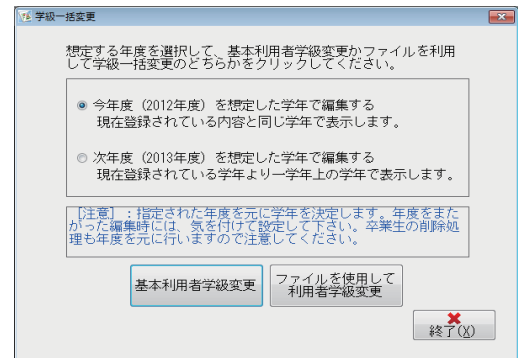 学級一括変更
想定する年度を選択して、基本利用者学級変更かファイルを利用
して学級一括変更のどちらかをクリックしてください。
今年度（2012年度）を想定した学年で編集する
現在登録されている内容と同じ学年で表示します。
次年度（2013年度）を想定した学年で編集する
現在登録されている学年より一学年上の学年で表示します。
［注意］：指定された年度を元に学年を決定します。年度をまた
がった編集時には、気を付けて設定して下さい。卒業生の削除処
理も年度を元に行いますので注意してください。
基本利用者学級変更
ファイルを使用して
利用者学級変更
終了(X)